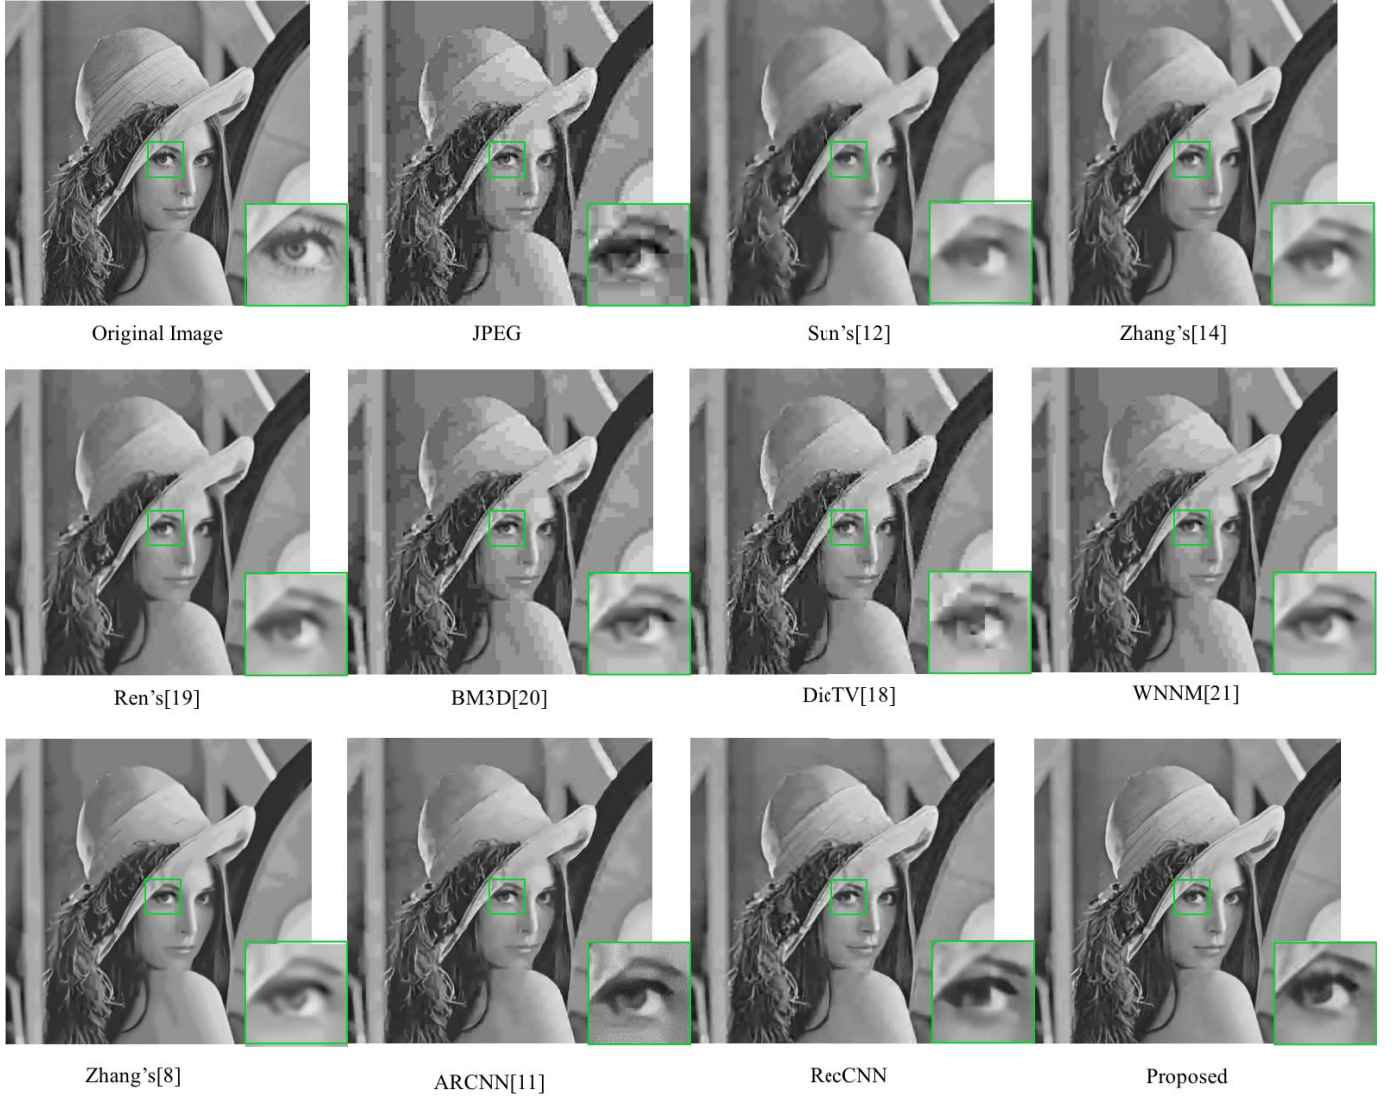 Original Image
JPEG
Sun's[12]
Zhang's[14]
Ren's[19]
BM3D[20]
DicTV[18]
WNNM[21]
Zhang's[8]
ARCNN[11]
RecCNN
Proposed